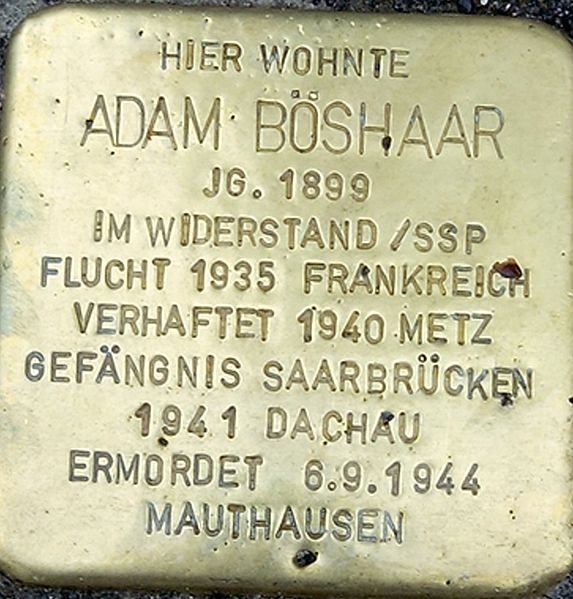 HIER WOHNTE
ADAM BÖSHAAR
JG. 1899
IM WIDERSTAND / SSP
FLUCHT 1935 FRANKREICH
VERHAFTET 1940 METZ
GEFÄNGNIS SAARBRÜCKEN
1941 DACHAU
ERMORDET 6.9.1944
MAUTHAUSEN